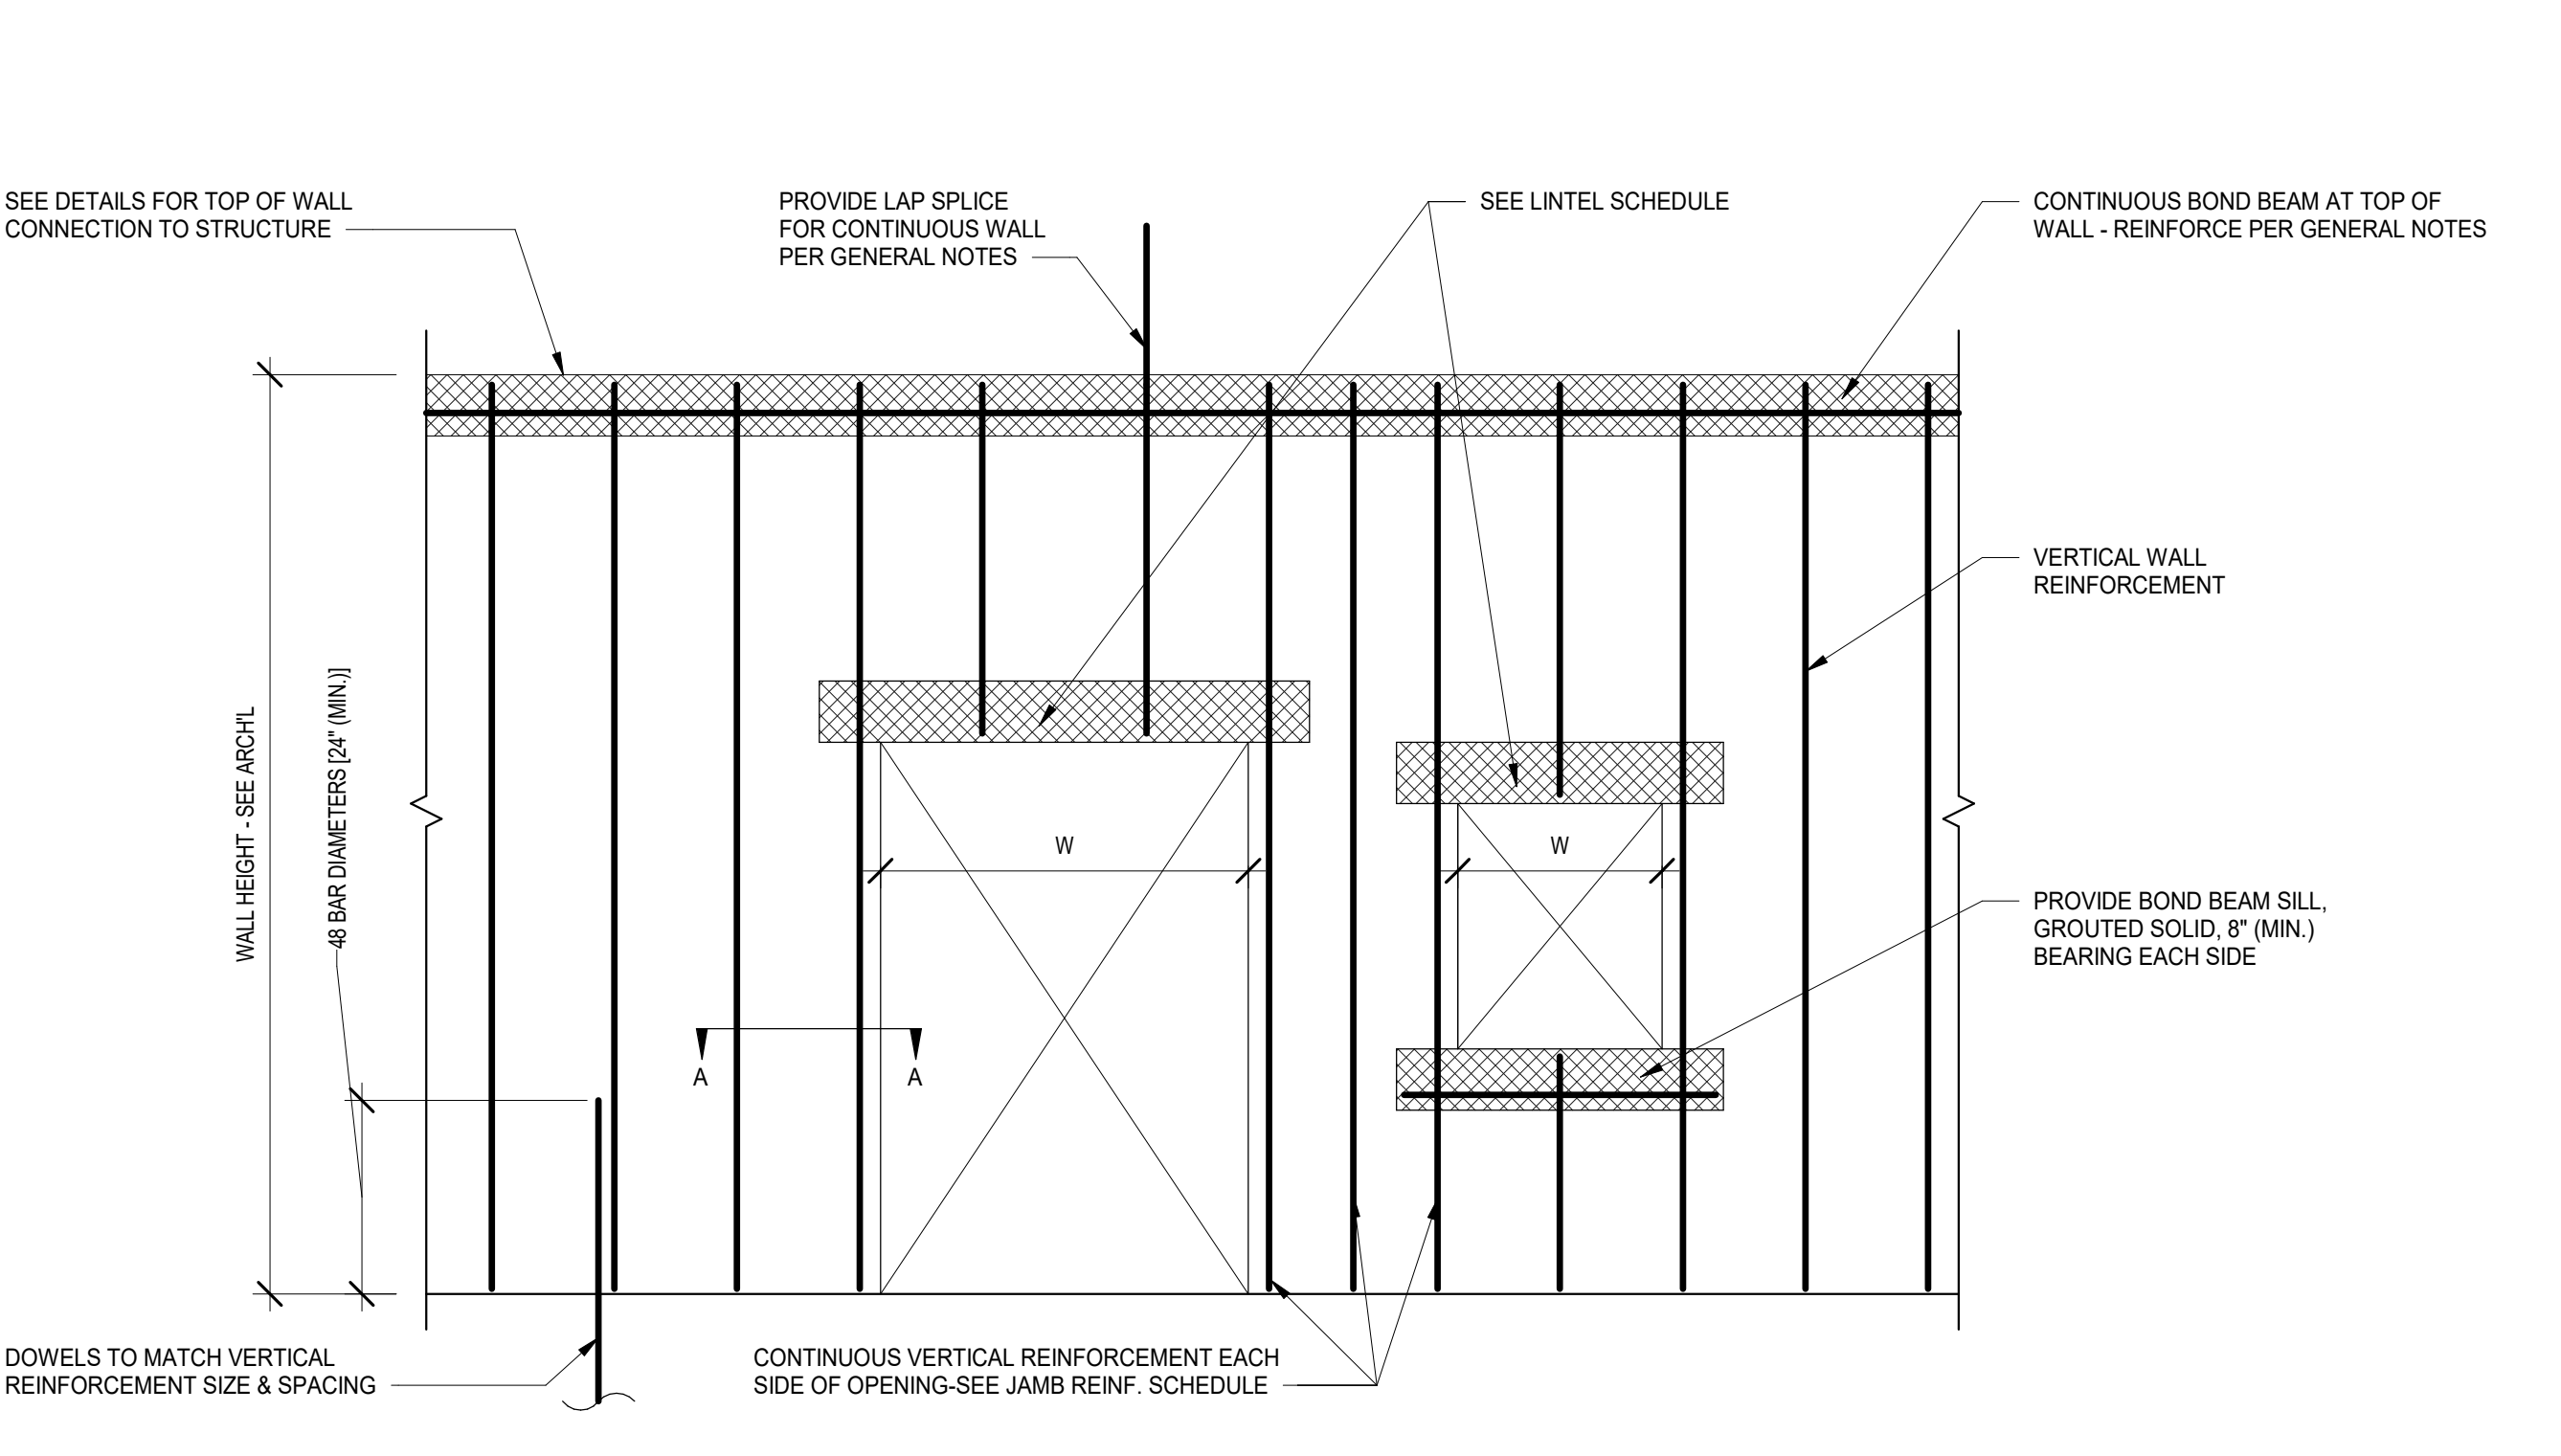 SEE DETAILS FOR TOP OF WALL
CONNECTION TO STRUCTURE
PROVIDE LAP SPLICE
FOR CONTINUOUS WALL
PER GENERAL NOTES
SEE LINTEL SCHEDULE
CONTINUOUS BOND BEAM AT TOP OF
WALL - REINFORCE PER GENERAL NOTES
VERTICAL WALL
REINFORCEMENT
WALL HEIGHT - SEE ARCH'L
48 BAR DIAMETERS [24" (MIN.)]
W
W
PROVIDE BOND BEAM SILL,
GROUTED SOLID, 8" (MIN.)
BEARING EACH SIDE
A
A
DOWELS TO MATCH VERTICAL
REINFORCEMENT SIZE & SPACING
CONTINUOUS VERTICAL REINFORCEMENT EACH
SIDE OF OPENING-SEE JAMB REINF. SCHEDULE